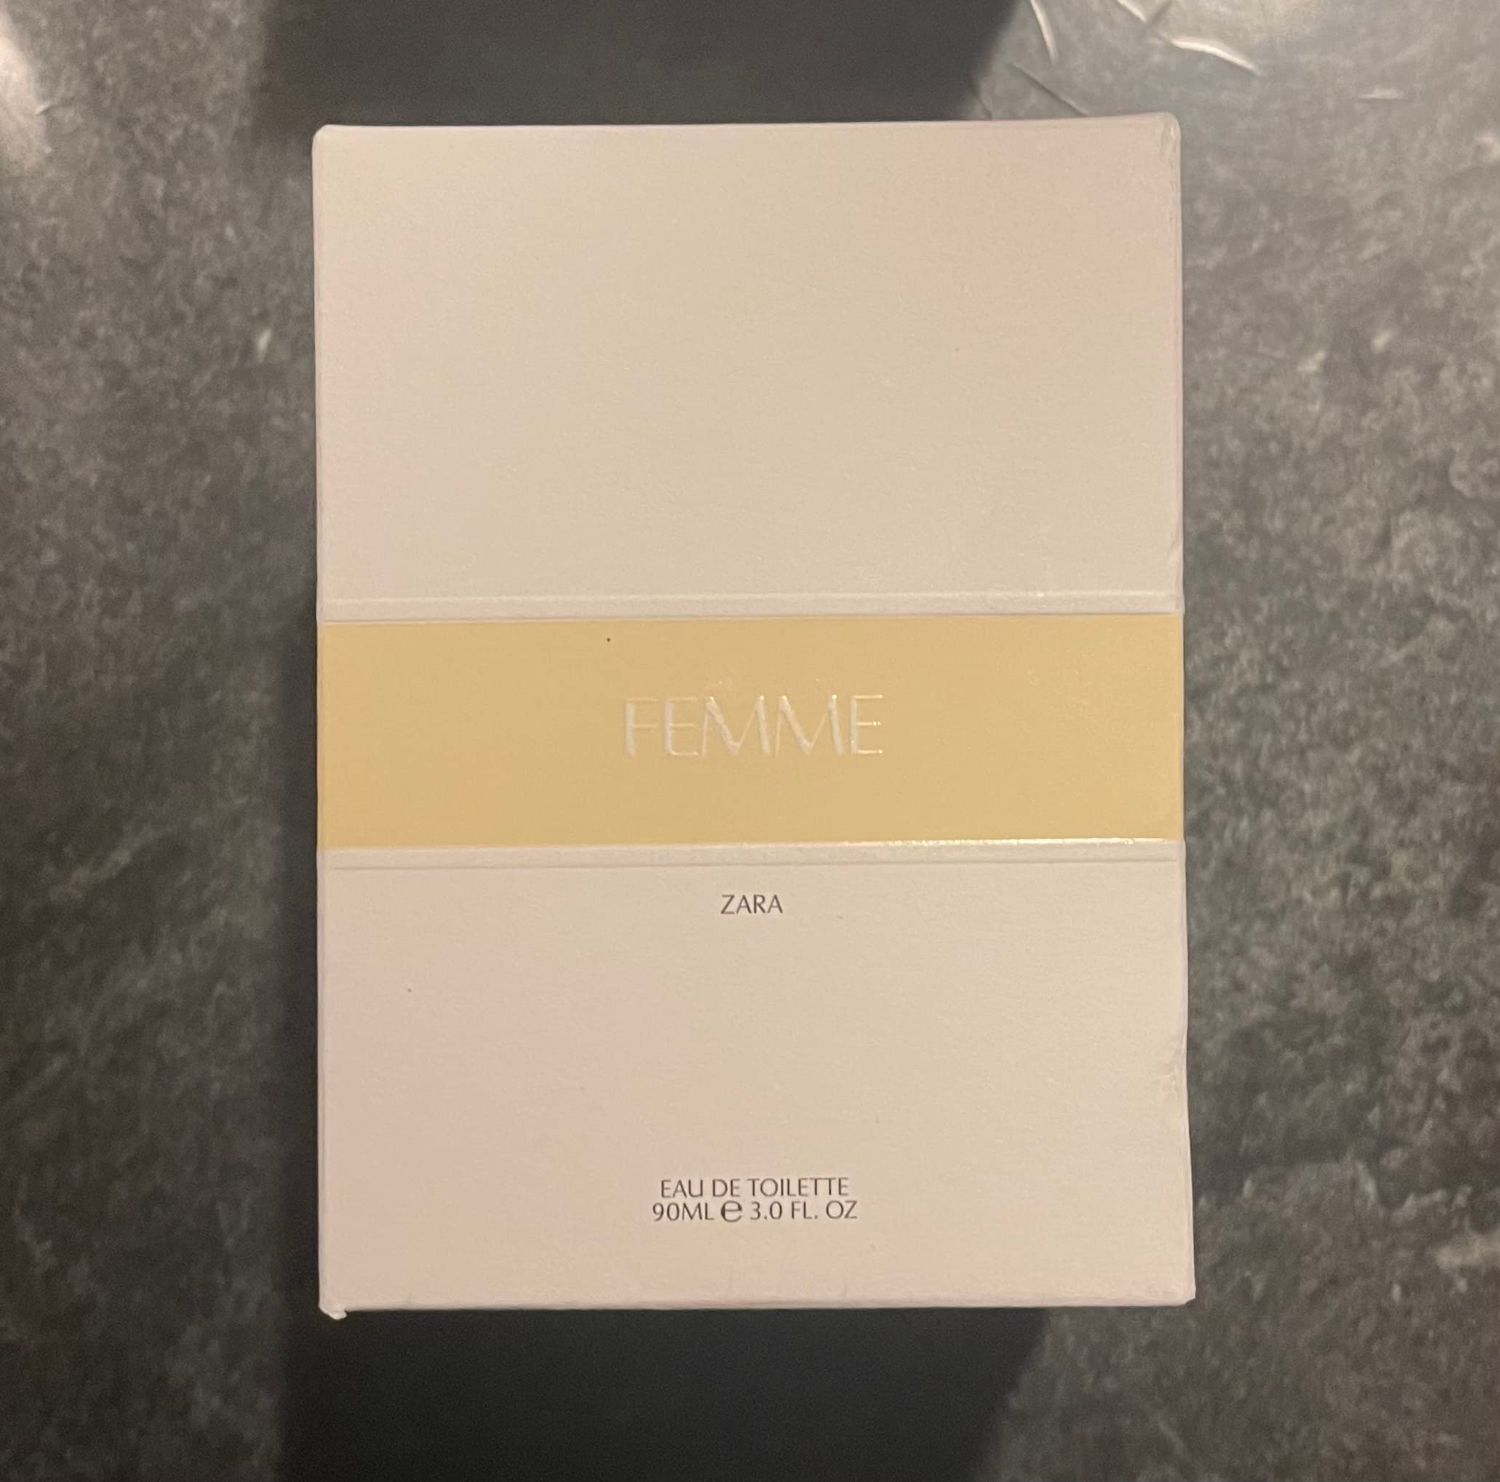 FEMME
ZARA
EAU DE TOILETTE
90ML ℮ 3.0 FL. OZ